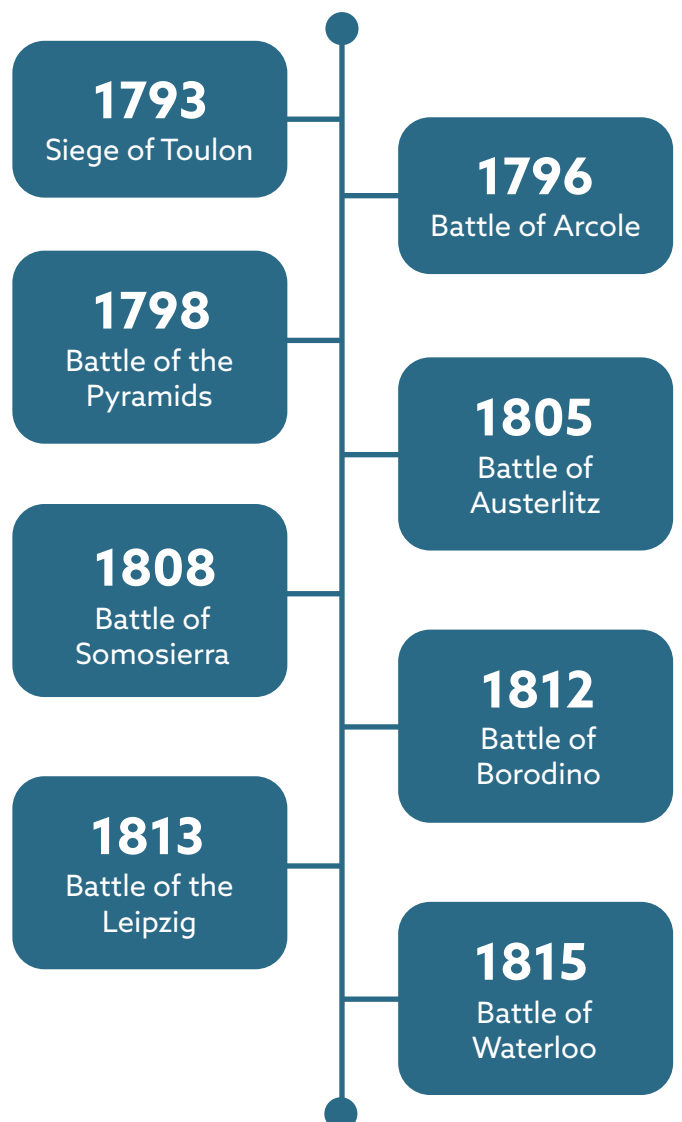 1793
Siege of Toulon
1796
Battle of Arcole
1798
Battle of the
Pyramids
1805
Battle of
Austerlitz
1808
Battle of
Somosierra
1812
Battle of
Borodino
1813
Battle of the
Leipzig
1815
Battle of
Waterloo